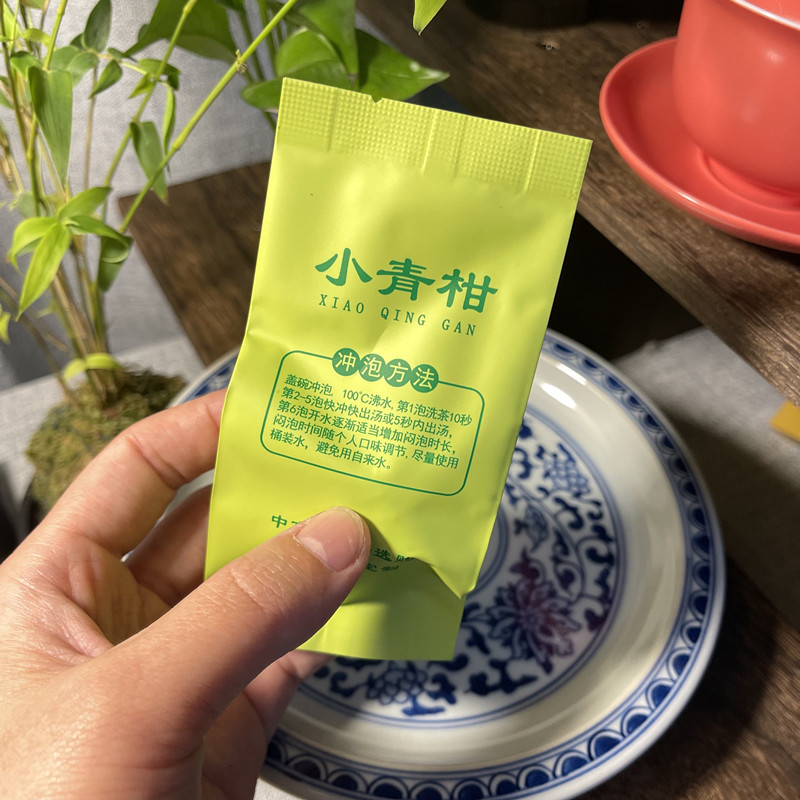 小青柑
XIAO QING GAN
冲泡方法
盖碗冲泡，100℃沸水，第1泡洗茶10秒
第2-5泡快冲快出汤或5秒内出汤，
第6泡开水逐渐适当增加闷泡时长，
闷泡时间随个人口味调节，尽量使用
桶装水，避免用自来水。
中
选